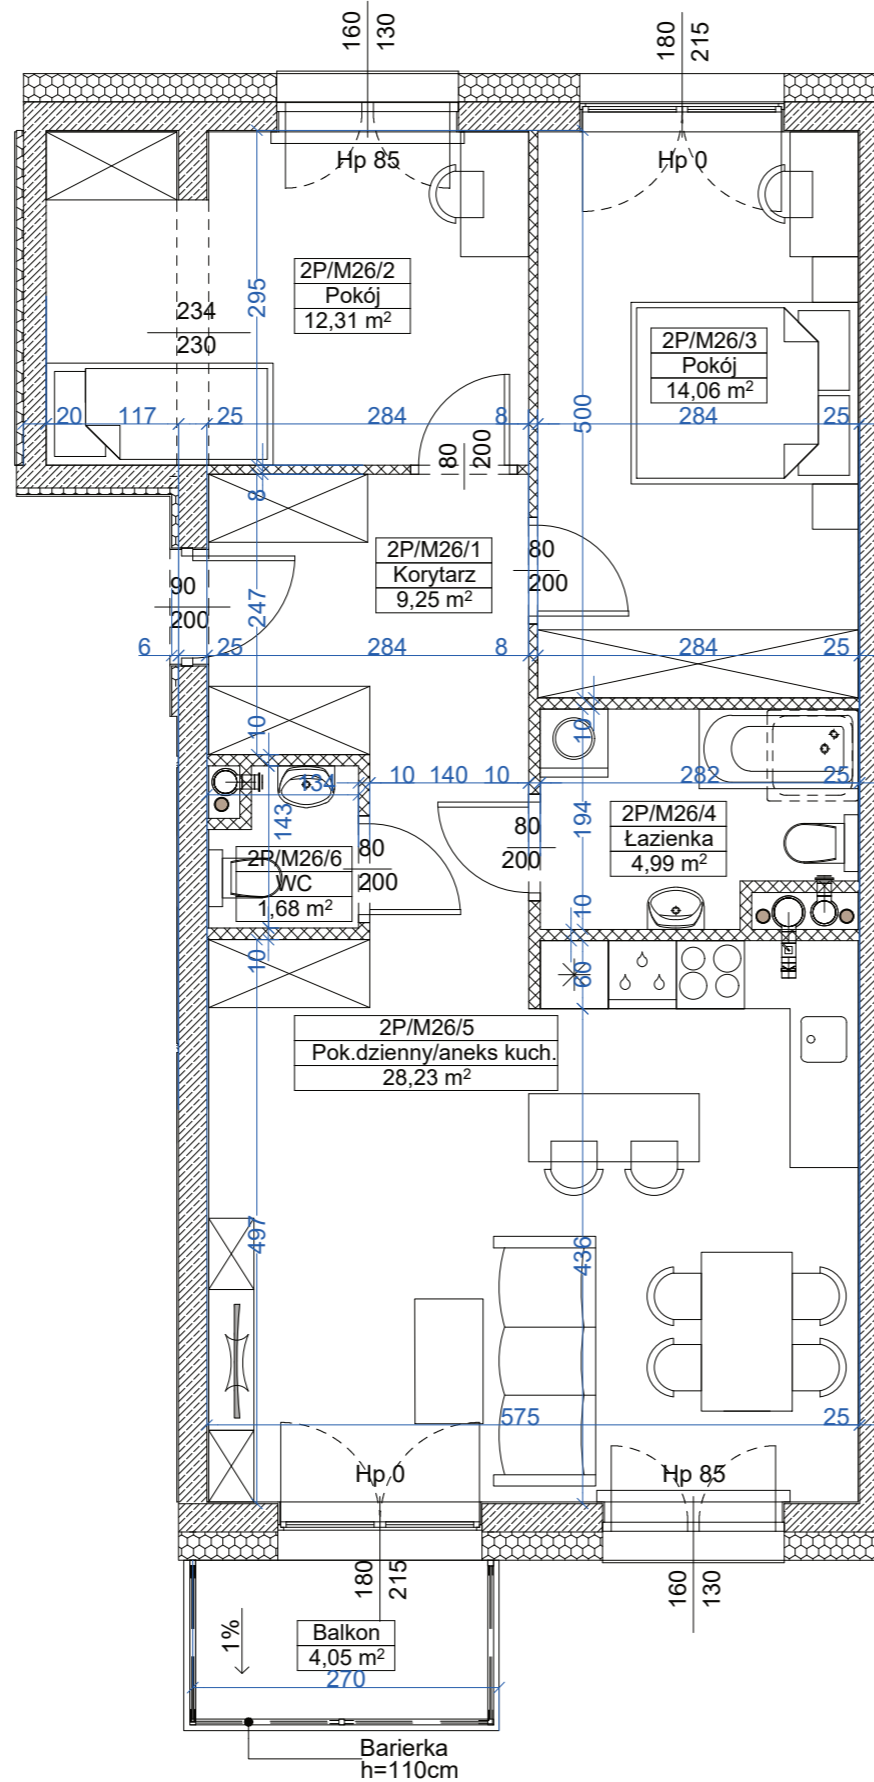 160
130
180
215
Hp 85
Hp 0
2P/M26/2
Pokój
12,31 m²
295
234
230
2P/M26/3
Pokój
14,06 m²
500
20
117
25
284
8
284
25
80
200
8
2P/M26/1
Korytarz
9,25 m²
80
200
90
200
247
6
25
284
8
284
25
10
10
134
10
140
10
282
25
143
194
2P/M26/4
Łazienka
4,99 m²
80
200
80
200
2P/M26/6
WC
1,68 m²
10
10
60
2P/M26/5
Pok.dzienny/aneks kuch.
28,23 m²
497
436
575
25
Hp 0
Hp 85
180
215
160
130
1%
Balkon
4,05 m²
270
Barierka
h=110cm